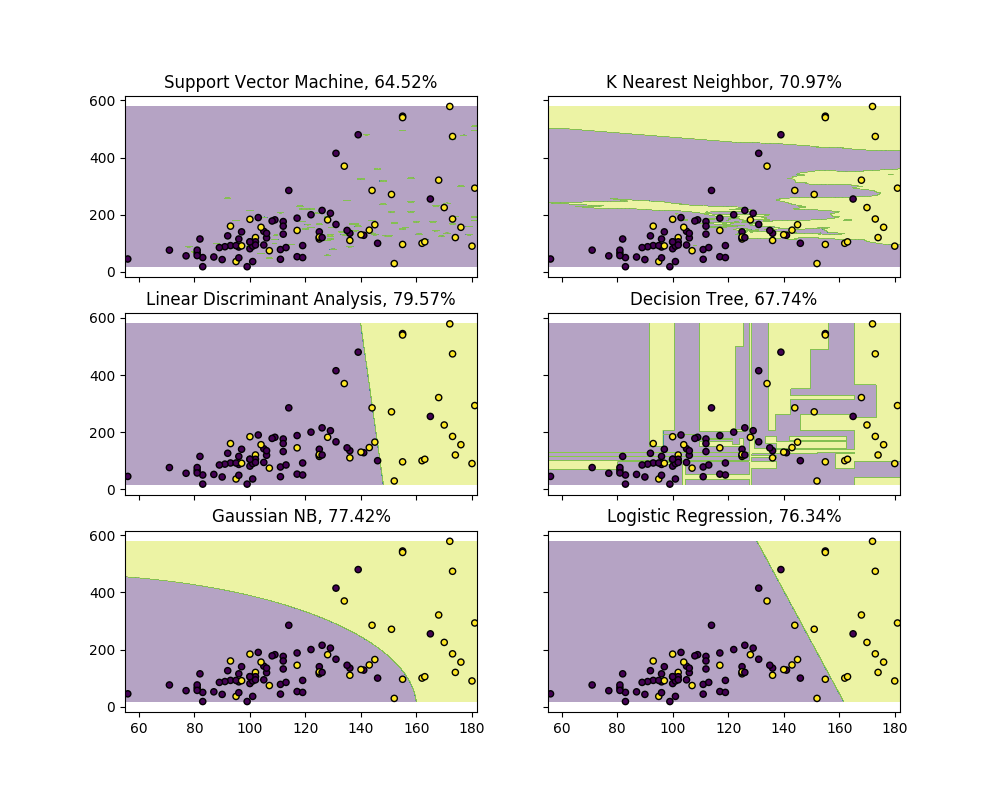 Support Vector Machine, 64.52%
K Nearest Neighbor, 70.97%
600
400
200
0
Linear Discriminant Analysis, 79.57%
Decision Tree, 67.74%
600
400
200
0
Gaussian NB, 77.42%
Logistic Regression, 76.34%
600
400
200
0
60 80 100 120 140 160 180
60 80 100 120 140 160 180